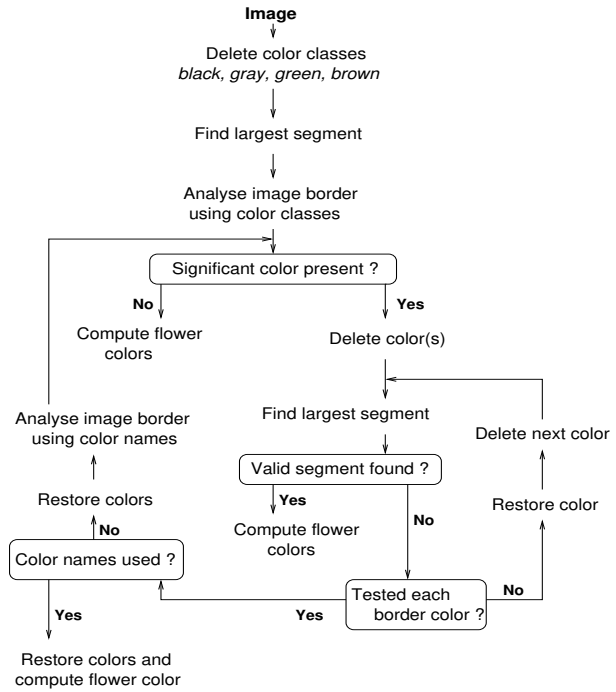 Image
Delete color classes
black, gray, green, brown
Find largest segment
Analyse image border
using color classes
Significant color present ?
No
Yes
Compute flower
colors
Delete color(s)
Analyse image border
using color names
Find largest segment
Delete next color
Valid segment found ?
Restore colors
Yes
No
Restore color
Compute flower
colors
No
Color names used ?
Tested each
border color ?
No
Yes
Yes
Restore colors and
compute flower color